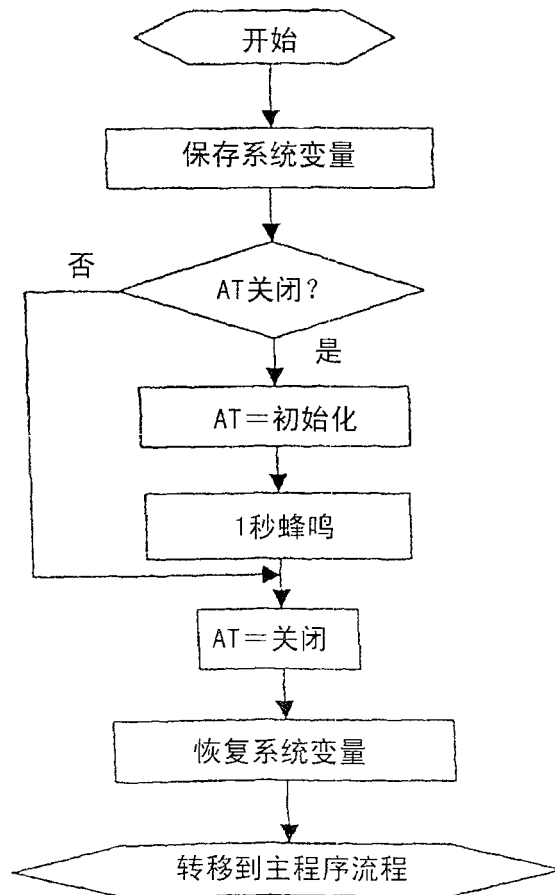 开始
保存系统变量
否
AT关闭?
是
AT=初始化
1秒蜂鸣
AT=关闭
恢复系统变量
转移到主程序流程